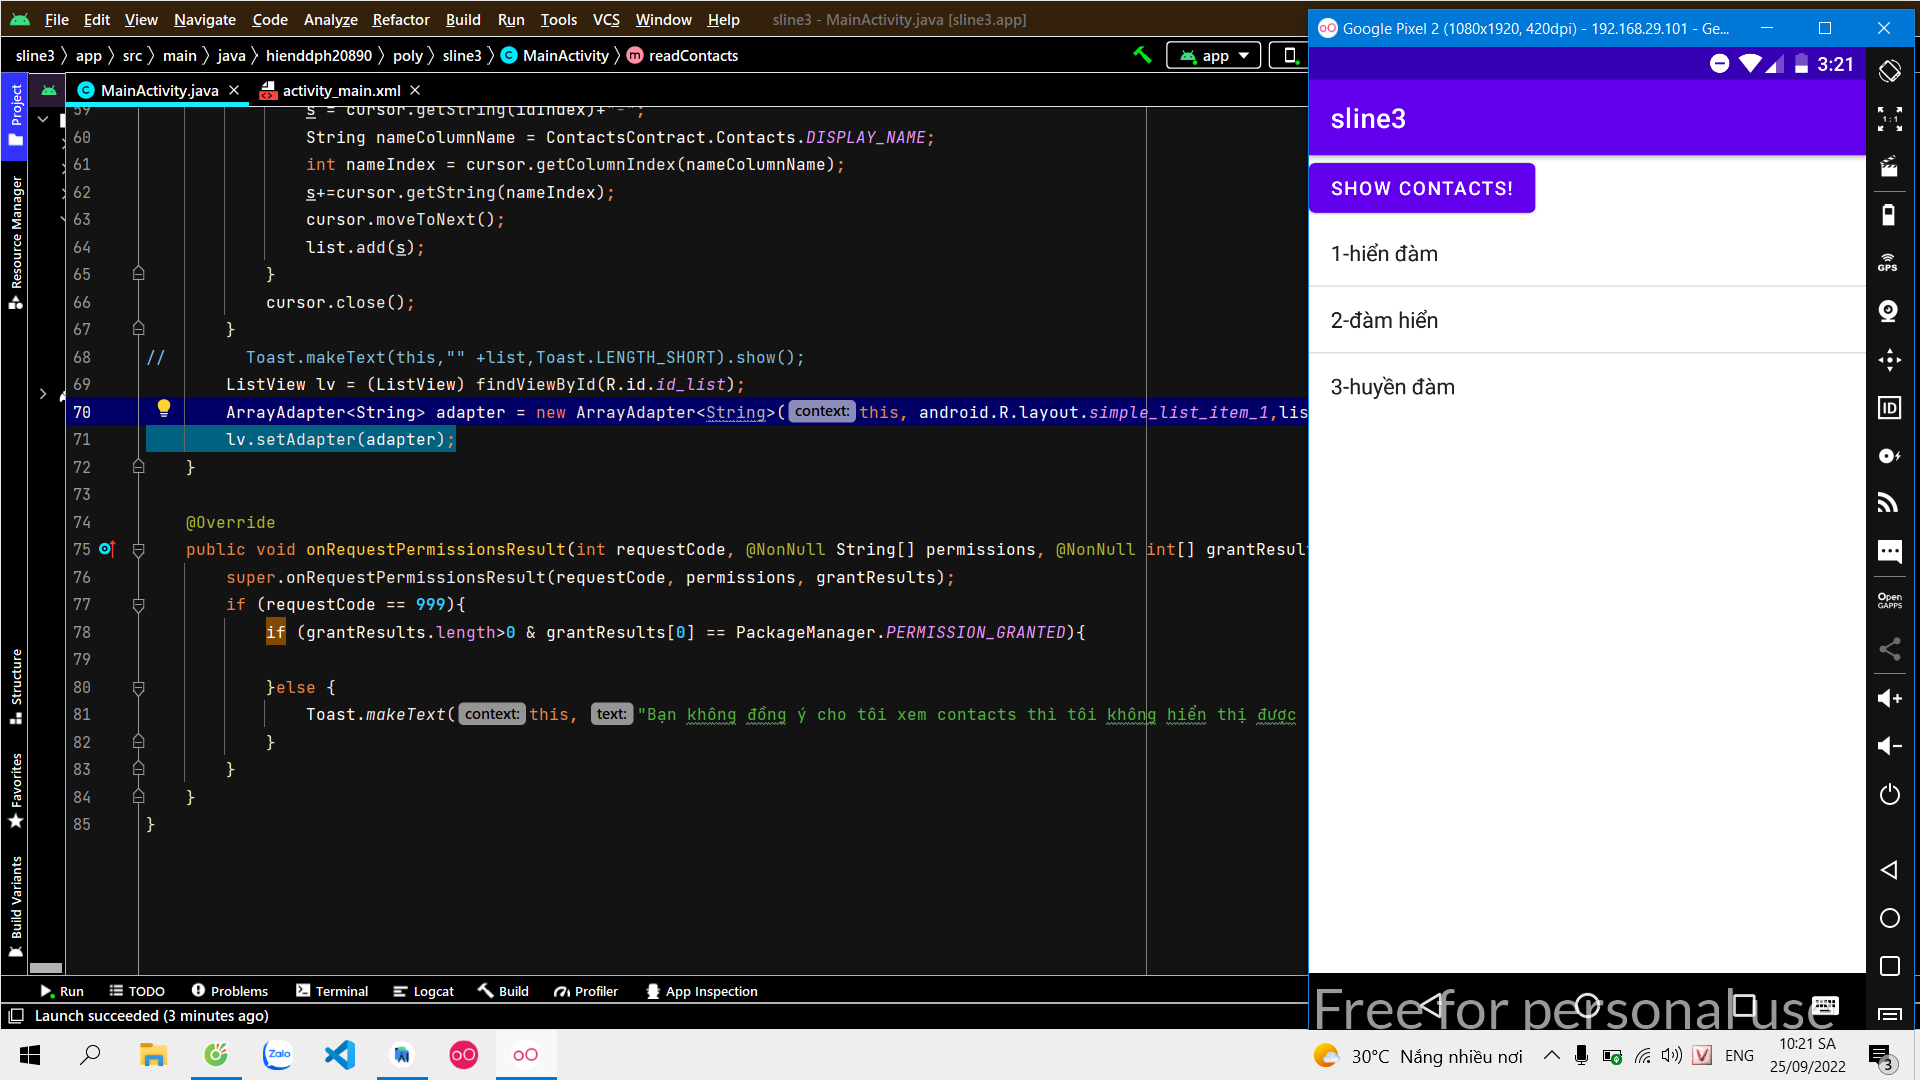 File Edit View Navigate Code Analyze Refactor Build Run Tools VCS Window Help sline3 - MainActivity.java [sline3.app]
sline3 〉 app 〉 src 〉 main 〉 java 〉 hienddph20890 〉 poly 〉 sline3 〉 C MainActivity 〉 m readContacts
app
MainActivity.java
activity_main.xml
Project
Resource Manager
Structure
Favorites
Build Variants
59 s = cursor.getString(idIndex)+"-";
60 String nameColumnName = ContactsContract.Contacts.DISPLAY_NAME;
61 int nameIndex = cursor.getColumnIndex(nameColumnName);
62 s+=cursor.getString(nameIndex);
63 cursor.moveToNext();
64 list.add(s);
65 }
66 cursor.close();
67 }
68 // Toast.makeText(this,"" +list,Toast.LENGTH_SHORT).show();
69 ListView lv = (ListView) findViewById(R.id.id_list);
70 ArrayAdapter<String> adapter = new ArrayAdapter<String>( context: this, android.R.layout.simple_list_item_1,lis
71 lv.setAdapter(adapter);
72 }
73
74 @Override
75 public void onRequestPermissionsResult(int requestCode, @NonNull String[] permissions, @NonNull int[] grantResul
76 super.onRequestPermissionsResult(requestCode, permissions, grantResults);
77 if (requestCode == 999){
78 if (grantResults.length>0 & grantResults[0] == PackageManager.PERMISSION_GRANTED){
79
80 }else {
81 Toast.makeText( context: this, text: "Bạn không đồng ý cho tôi xem contacts thì tôi không hiển thị được
82 }
83 }
84 }
85 }
Run TODO Problems Terminal Logcat Build Profiler App Inspection
Launch succeeded (3 minutes ago)
Google Pixel 2 (1080x1920, 420dpi) - 192.168.29.101 - Ge...
3:21
sline3
SHOW CONTACTS!
1-hiển đàm
2-đàm hiển
3-huyền đàm
Free for personal use
1:1
GPS
ID
Open
GAPPS
Zalo
30°C Nắng nhiều nơi
V
ENG
10:21 SA
25/09/2022
3